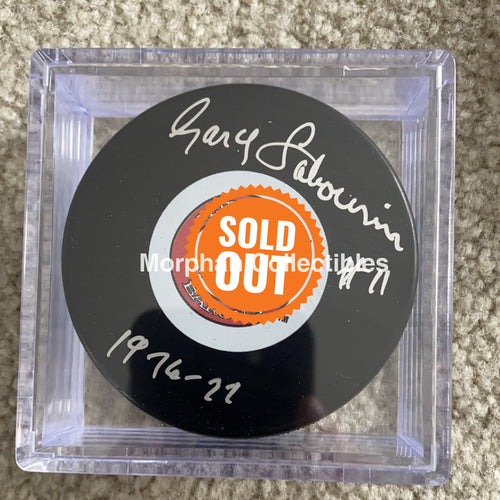 Gary Sabourin
SOLD
OUT
Morphan Collectibles
#11
1976-77